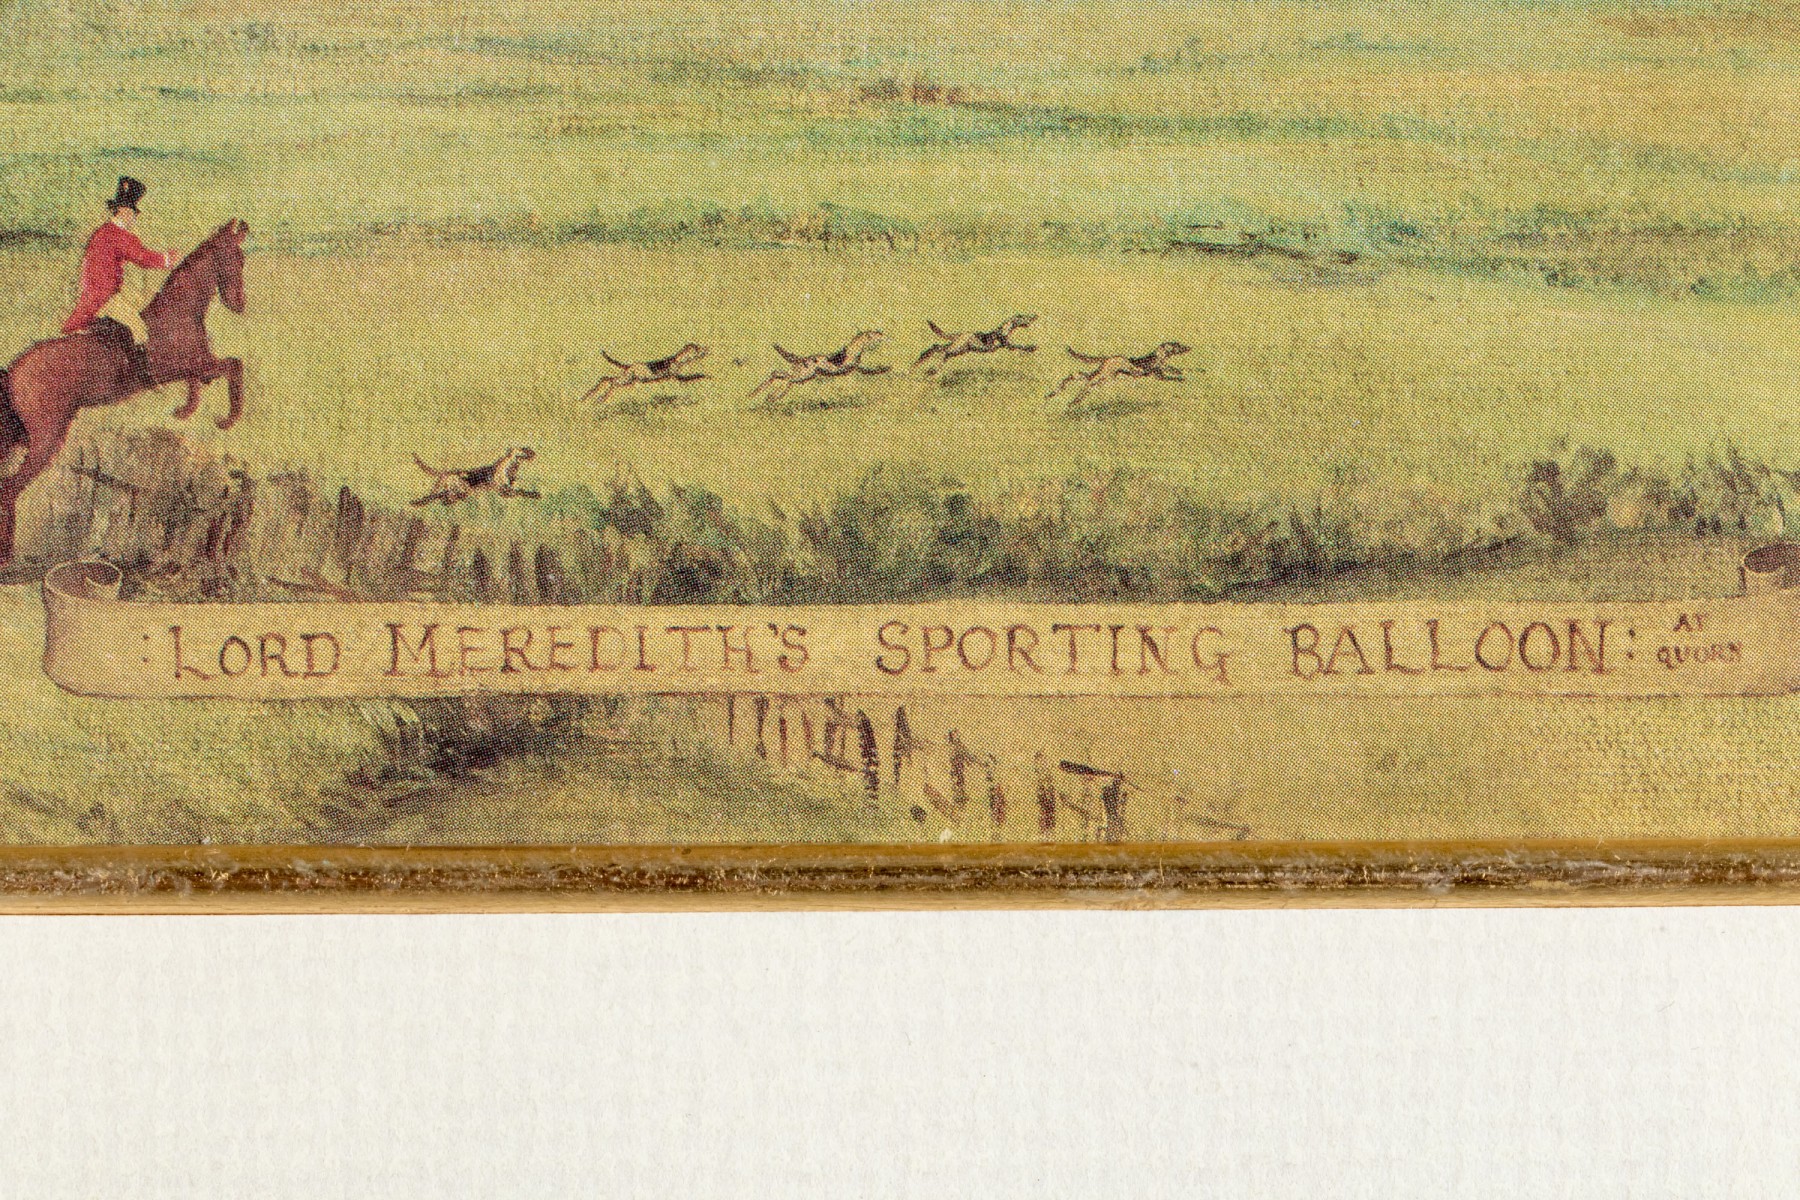 : LORD MEREDITH'S SPORTING BALLOON :
AT
QUORN